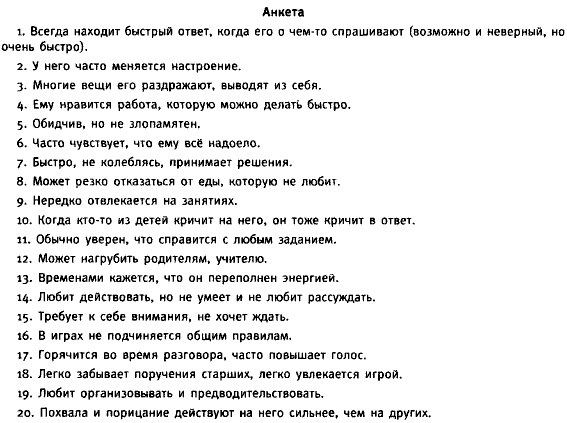 Анкета
1. Всегда находит быстрый ответ, когда его о чем-то спрашивают (возможно и неверный, но
очень быстро).
2. У него часто меняется настроение.
3. Многие вещи его раздражают, выводят из себя.
4. Ему нравится работа, которую можно делать быстро.
5. Обидчив, но не злопамятен.
6. Часто чувствует, что ему всё надоело.
7. Быстро, не колеблясь, принимает решения.
8. Может резко отказаться от еды, которую не любит.
9. Нередко отвлекается на занятиях.
10. Когда кто-то из детей кричит на него, он тоже кричит в ответ.
11. Обычно уверен, что справится с любым заданием.
12. Может нагрубить родителям, учителю.
13. Временами кажется, что он переполнен энергией.
14. Любит действовать, но не умеет и не любит рассуждать.
15. Требует к себе внимания, не хочет ждать.
16. В играх не подчиняется общим правилам.
17. Горячится во время разговора, часто повышает голос.
18. Легко забывает поручения старших, легко увлекается игрой.
19. Любит организовывать и предводительствовать.
20. Похвала и порицание действуют на него сильнее, чем на других.